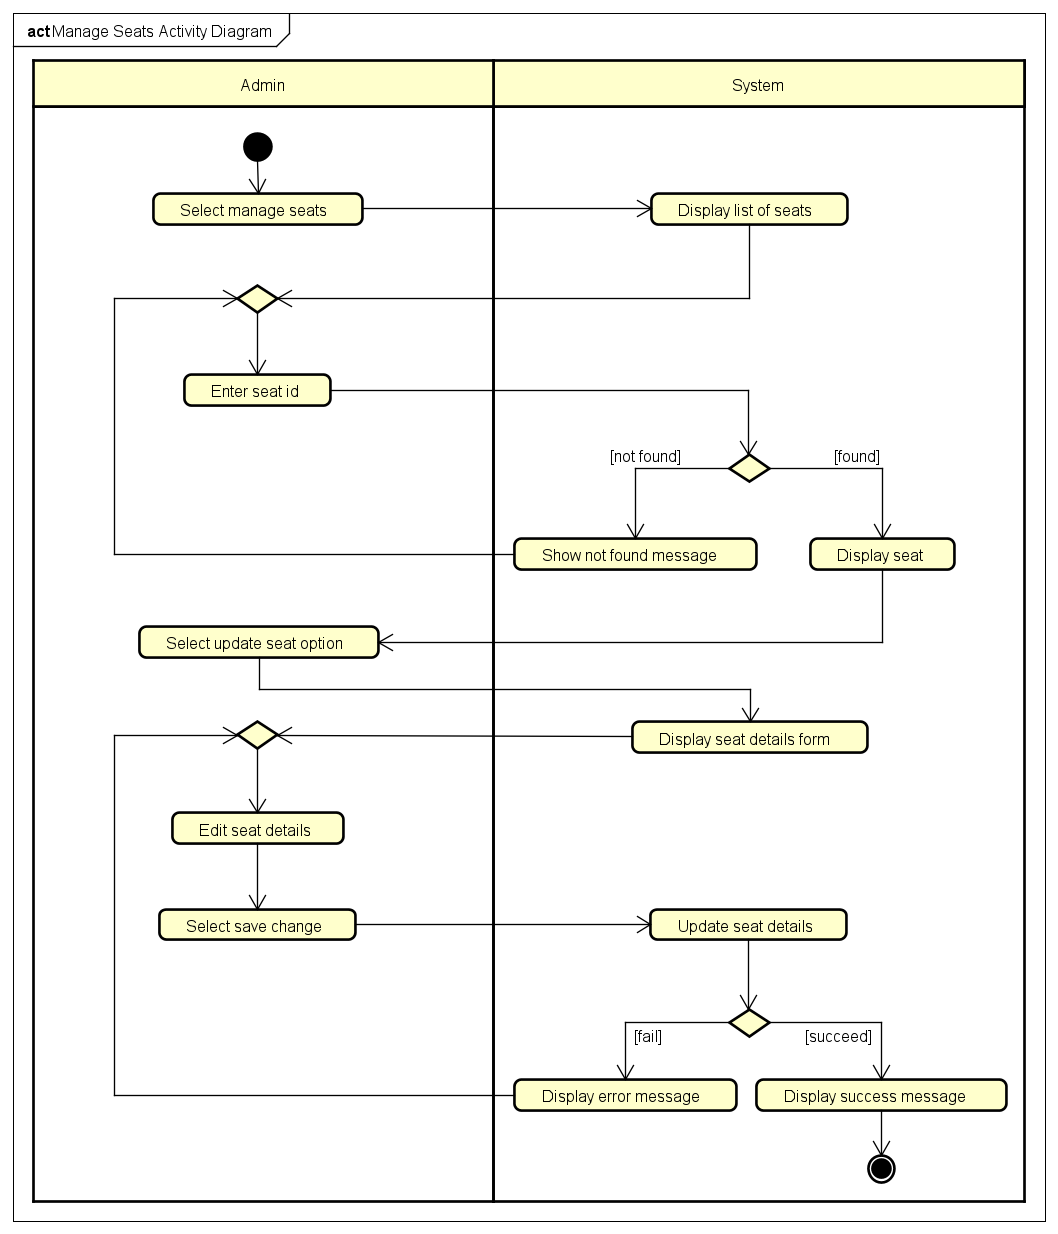 act Manage Seats Activity Diagram
Admin
System
Select manage seats
Display list of seats
Enter seat id
[not found]
[found]
Show not found message
Display seat
Select update seat option
Display seat details form
Edit seat details
Select save change
Update seat details
[fail]
[succeed]
Display error message
Display success message